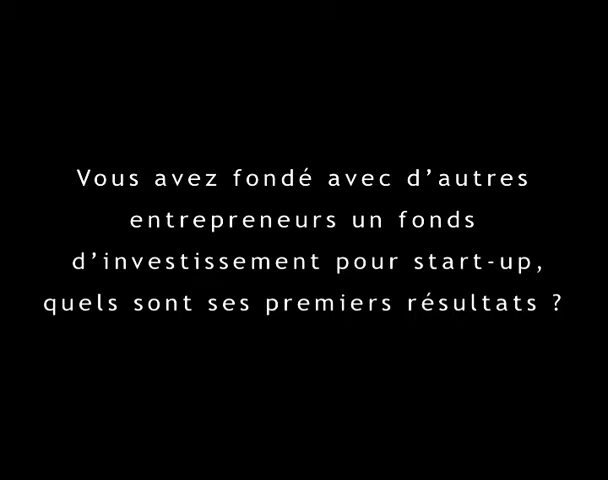 Vous avez fondé avec d’autres
entrepreneurs un fonds
d’investissement pour start-up,
quels sont ses premiers résultats ?